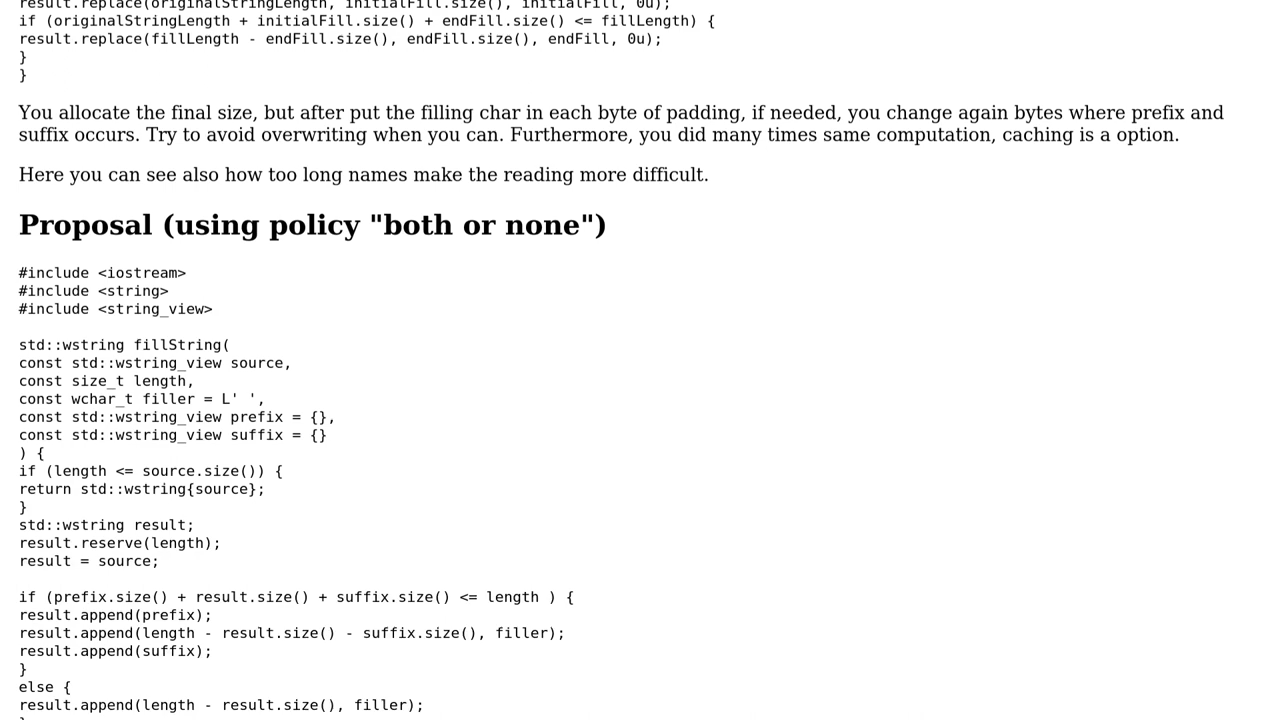 result.replace(originalStringLength, initialFill.size(), initialFill, 0u);
if (originalStringLength + initialFill.size() + endFill.size() <= fillLength) {
result.replace(fillLength - endFill.size(), endFill.size(), endFill, 0u);
}
}
You allocate the final size, but after put the filling char in each byte of padding, if needed, you change again bytes where prefix and
suffix occurs. Try to avoid overwriting when you can. Furthermore, you did many times same computation, caching is a option.
Here you can see also how too long names make the reading more difficult.
Proposal (using policy "both or none")
#include <iostream>
#include <string>
#include <string_view>
std::wstring fillString(
const std::wstring_view source,
const size_t length,
const wchar_t filler = L' ',
const std::wstring_view prefix = {},
const std::wstring_view suffix = {}
) {
if (length <= source.size()) {
return std::wstring{source};
}
std::wstring result;
result.reserve(length);
result = source;
if (prefix.size() + result.size() + suffix.size() <= length ) {
result.append(prefix);
result.append(length - result.size() - suffix.size(), filler);
result.append(suffix);
}
else {
result.append(length - result.size(), filler);